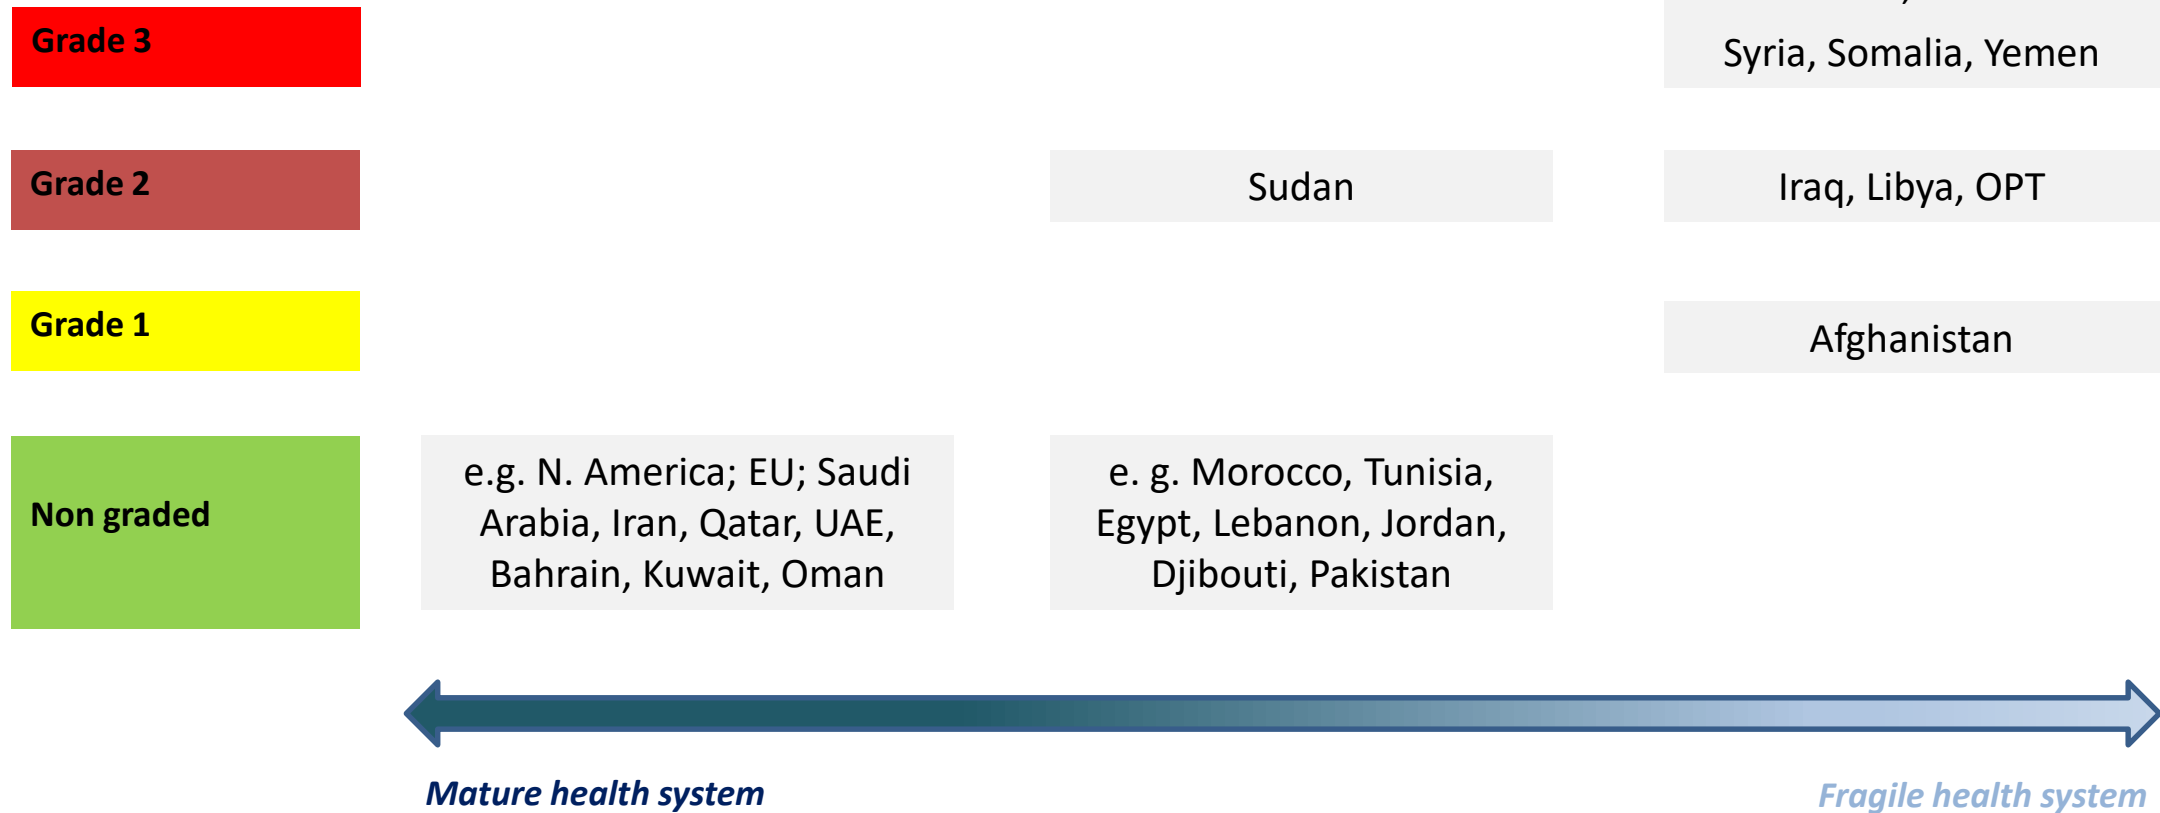 Grade 3
Syria, Somalia, Yemen
Grade 2
Sudan
Iraq, Libya, OPT
Grade 1
Afghanistan
Non graded
e.g. N. America; EU; Saudi
Arabia, Iran, Qatar, UAE,
Bahrain, Kuwait, Oman
e. g. Morocco, Tunisia,
Egypt, Lebanon, Jordan,
Djibouti, Pakistan
Mature health system
Fragile health system